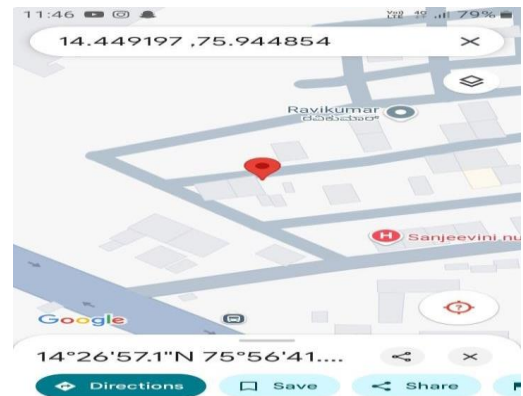 11:46 79%
14.449197 ,75.944854
Ravikumar
ರವಿಕುಮಾರ್
Sanjeevini nu
Google
14°26'57.1"N 75°56'41....
Directions Save Share